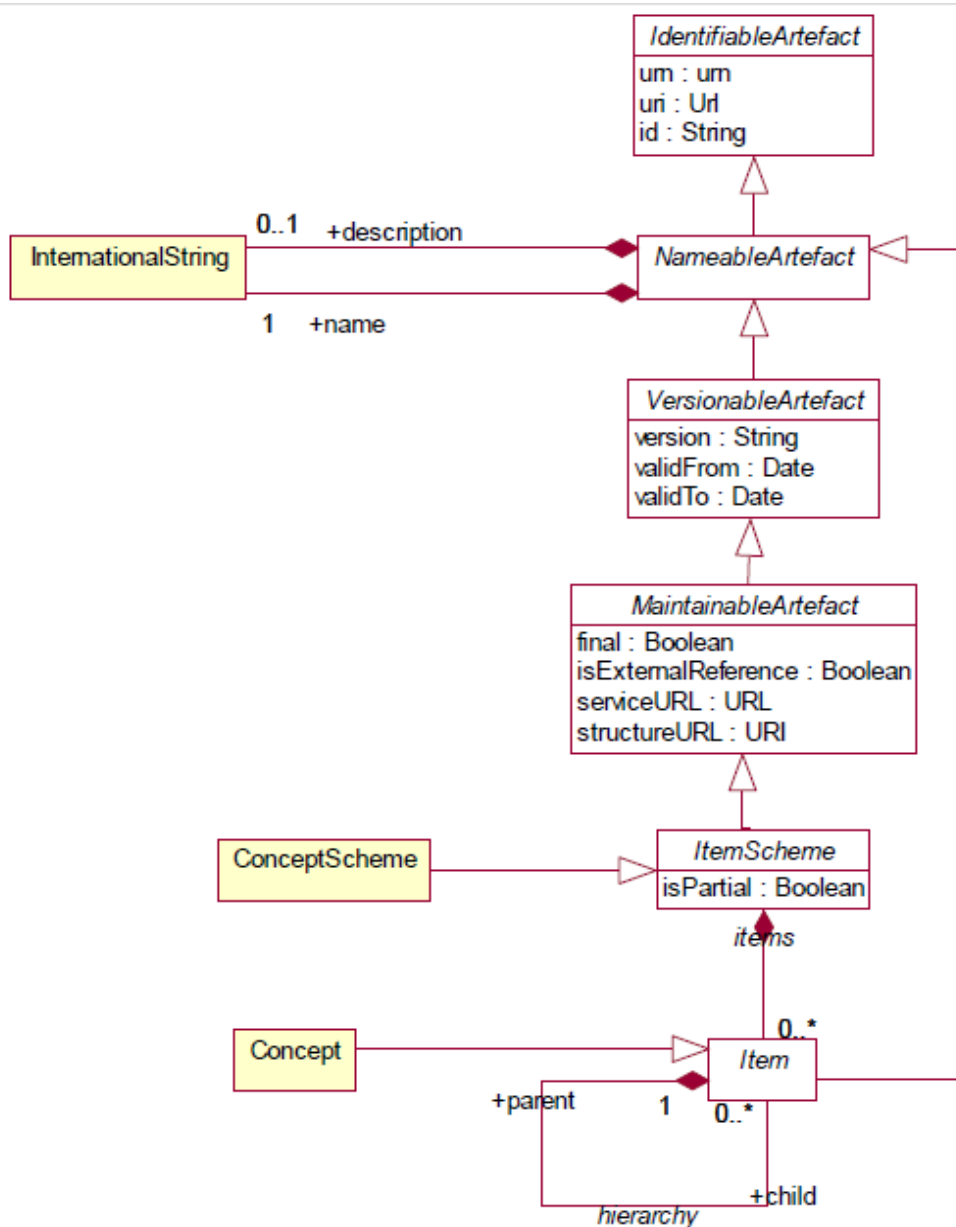 IdentifiableArtefact
urn : urn
uri : Url
id : String
0..1
+description
InternationalString
NameableArtefact
1
+name
VersionableArtefact
version : String
validFrom : Date
validTo : Date
MaintainableArtefact
final : Boolean
isExternalReference : Boolean
serviceURL : URL
structureURL : URI
ConceptScheme
ItemScheme
isPartial : Boolean
items
0..*
Concept
Item
+parent
1
0..*
+child
hierarchy